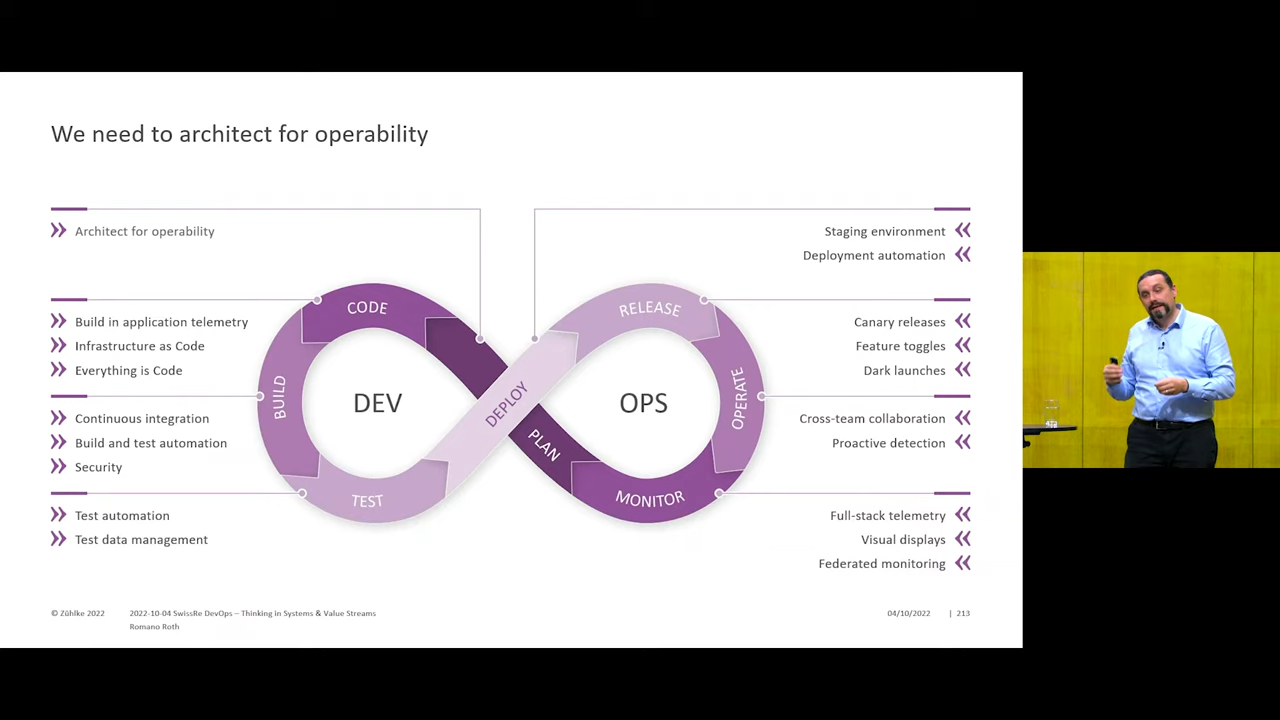 We need to architect for operability
Architect for operability
Build in application telemetry
Infrastructure as Code
Everything is Code
Continuous integration
Build and test automation
Security
Test automation
Test data management
CODE
BUILD
DEV
TEST
DEPLOY
PLAN
RELEASE
OPERATE
OPS
MONITOR
Staging environment
Deployment automation
Canary releases
Feature toggles
Dark launches
Cross-team collaboration
Proactive detection
Full-stack telemetry
Visual displays
Federated monitoring
© Zühlke 2022
2022-10-04 SwissRe DevOps – Thinking in Systems & Value Streams
Romano Roth
04/10/2022
| 213